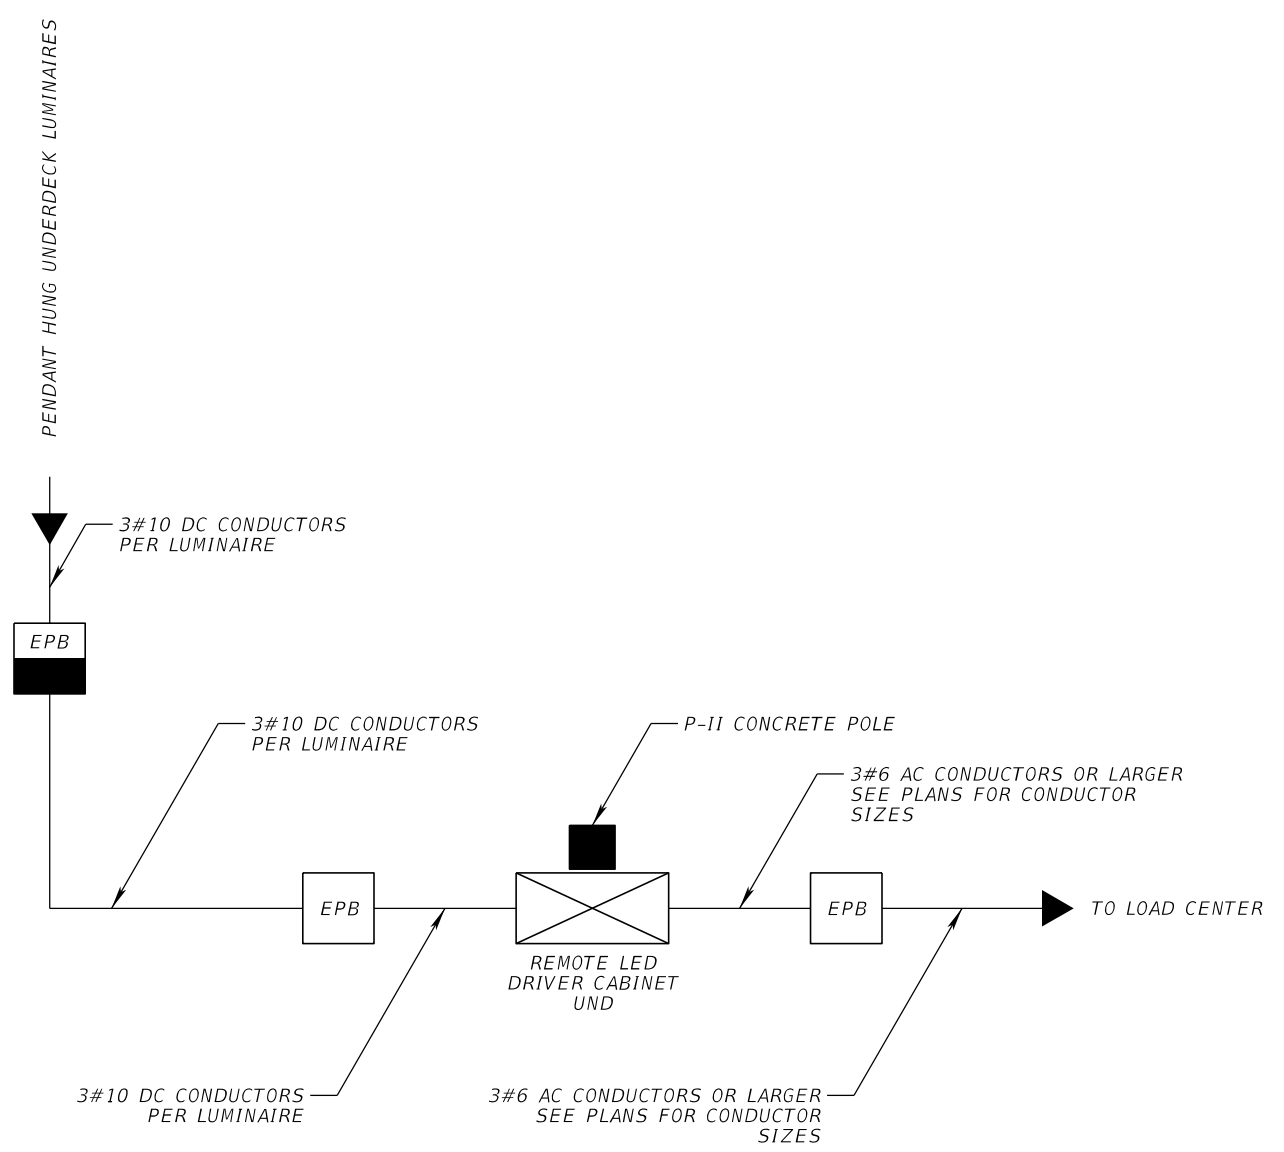 PENDANT HUNG UNDERDECK LUMINAIRES
3#10 DC CONDUCTORS
PER LUMINAIRE
EPB
3#10 DC CONDUCTORS
PER LUMINAIRE
P-II CONCRETE POLE
3#6 AC CONDUCTORS OR LARGER
SEE PLANS FOR CONDUCTOR
SIZES
EPB
EPB
TO LOAD CENTER
REMOTE LED
DRIVER CABINET
UND
3#10 DC CONDUCTORS
PER LUMINAIRE
3#6 AC CONDUCTORS OR LARGER
SEE PLANS FOR CONDUCTOR
SIZES